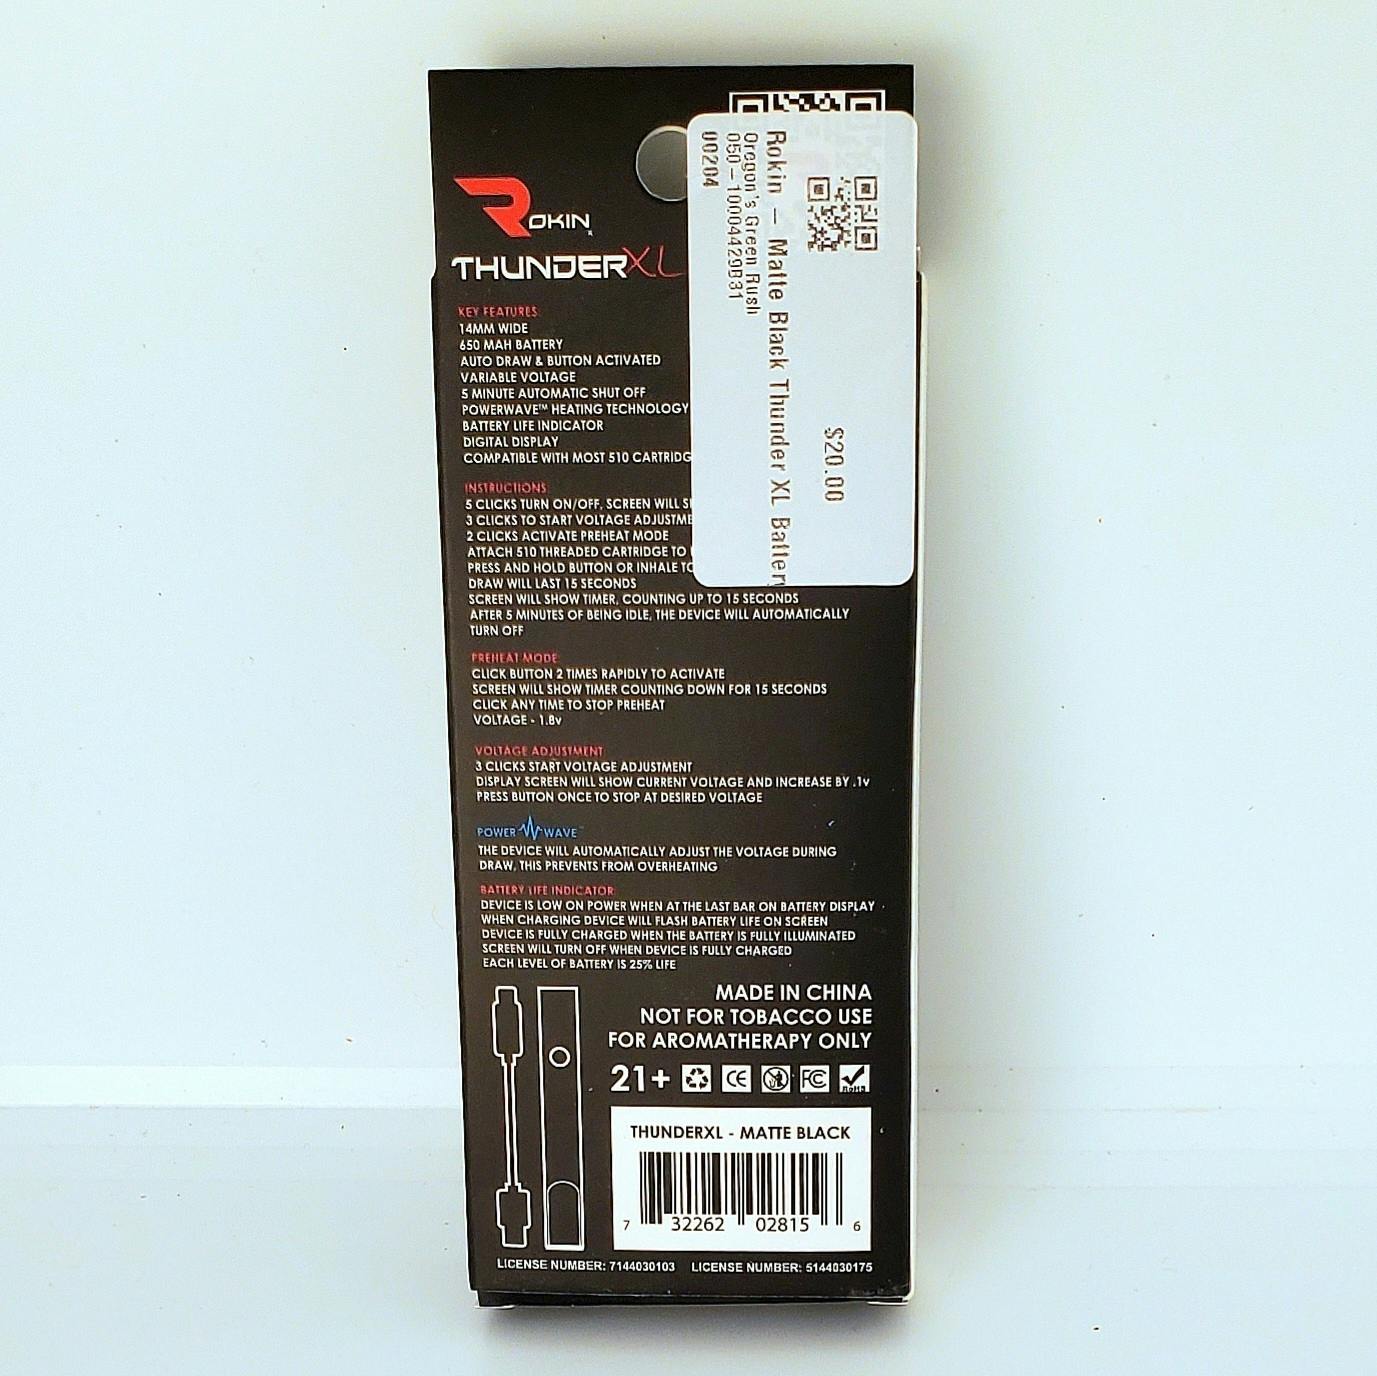 ROKIN
THUNDER XL
KEY FEATURES:
14MM WIDE
650 MAH BATTERY
AUTO DRAW & BUTTON ACTIVATED
VARIABLE VOLTAGE
5 MINUTE AUTOMATIC SHUT OFF
POWERWAVE™ HEATING TECHNOLOGY
BATTERY LIFE INDICATOR
DIGITAL DISPLAY
COMPATIBLE WITH MOST 510 CARTRIDG
INSTRUCTIONS:
5 CLICKS TURN ON/OFF, SCREEN WILL
3 CLICKS TO START VOLTAGE ADJUSTME
2 CLICKS ACTIVATE PREHEAT MODE
ATTACH 510 THREADED CARTRIDGE TO
PRESS AND HOLD BUTTON OR INHALE TO
DRAW WILL LAST 15 SECONDS
SCREEN WILL SHOW TIMER, COUNTING UP TO 15 SECONDS
AFTER 5 MINUTES OF BEING IDLE, THE DEVICE WILL AUTOMATICALLY
TURN OFF
PREHEAT MODE:
CLICK BUTTON 2 TIMES RAPIDLY TO ACTIVATE
SCREEN WILL SHOW TIMER COUNTING DOWN FOR 15 SECONDS
CLICK ANY TIME TO STOP PREHEAT
VOLTAGE - 1.8v
VOLTAGE ADJUSTMENT:
3 CLICKS START VOLTAGE ADJUSTMENT
DISPLAY SCREEN WILL SHOW CURRENT VOLTAGE AND INCREASE BY .1v
PRESS BUTTON ONCE TO STOP AT DESIRED VOLTAGE
POWER WAVE™
THE DEVICE WILL AUTOMATICALLY ADJUST THE VOLTAGE DURING
DRAW, THIS PREVENTS FROM OVERHEATING
BATTERY LIFE INDICATOR:
DEVICE IS LOW ON POWER WHEN AT THE LAST BAR ON BATTERY DISPLAY
WHEN CHARGING DEVICE WILL FLASH BATTERY LIFE ON SCREEN
DEVICE IS FULLY CHARGED WHEN THE BATTERY IS FULLY ILLUMINATED
SCREEN WILL TURN OFF WHEN DEVICE IS FULLY CHARGED
EACH LEVEL OF BATTERY IS 25% LIFE
MADE IN CHINA
NOT FOR TOBACCO USE
FOR AROMATHERAPY ONLY
21+ CE FC RoHS
THUNDERXL - MATTE BLACK
7 32262 02815 6
LICENSE NUMBER: 7144030103 LICENSE NUMBER: 5144030175
$20.00
Rokin - Matte Black Thunder XL Battery
Oregon's Green Rush
050-10004429831
00204